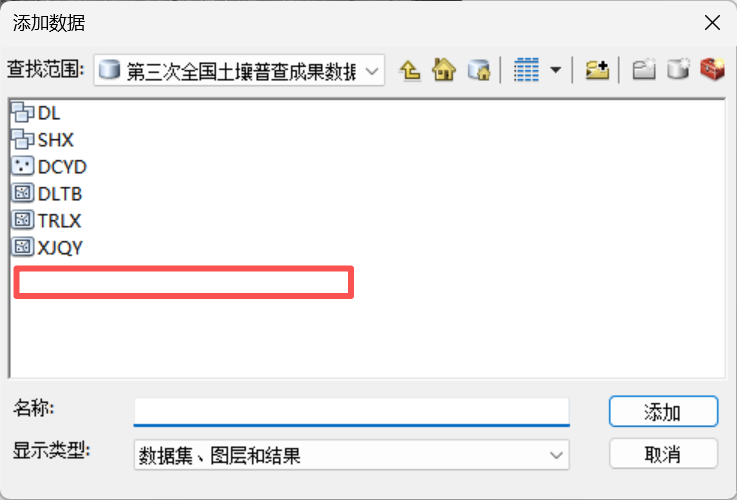 添加数据
查找范围: 第三次全国土壤普查成果数据
DL
SHX
DCYD
DLTB
TRLX
XJQY
名称:
添加
显示类型: 数据集、图层和结果
取消